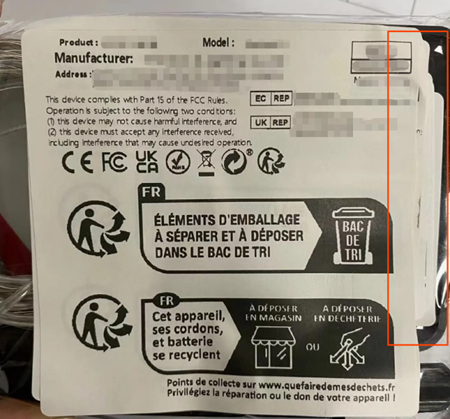 Product :
Model :
Manufacturer:
Address :
This device complies with Part 15 of the FCC Rules.
Operation is subject to the following two conditions:
(1) this device may not cause harmful interference, and
(2) this device must accept any interference received,
including interference that may cause undesired operation.
EC REP
UK REP
CE FC UK CA
FR
ÉLÉMENTS D'EMBALLAGE
À SÉPARER ET À DÉPOSER
DANS LE BAC DE TRI
BAC
DE
TRI
FR
Cet appareil,
ses cordons,
et batterie
se recyclent
À DÉPOSER
EN MAGASIN
OU
À DÉPOSER
EN DÉCHÈTERIE
Points de collecte sur www.quefairedemesdechets.fr
Privilégiez la réparation ou le don de votre appareil !